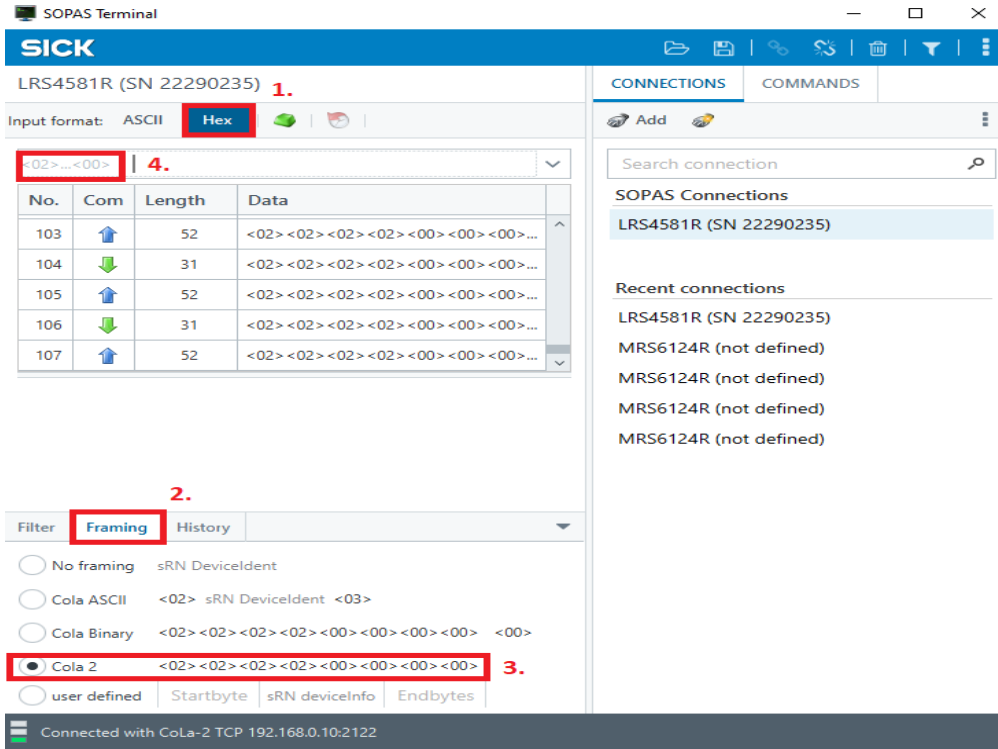 SOPAS Terminal
SICK
LRS4581R (SN 22290235) 1.
Input format: ASCII Hex
<02>...<00> 4.
No. Com Length Data
103 52 <02><02><02><02><00><00><00>...
104 31 <02><02><02><02><00><00><00>...
105 52 <02><02><02><02><00><00><00>...
106 31 <02><02><02><02><00><00><00>...
107 52 <02><02><02><02><00><00><00>...
2.
Filter Framing History
No framing sRN DeviceIdent
Cola ASCII <02> sRN DeviceIdent <03>
Cola Binary <02><02><02><02><00><00><00><00> <00>
Cola 2 <02><02><02><02><00><00><00><00> 3.
user defined Startbyte sRN deviceInfo Endbytes
CONNECTIONS COMMANDS
Add
Search connection
SOPAS Connections
LRS4581R (SN 22290235)
Recent connections
LRS4581R (SN 22290235)
MRS6124R (not defined)
MRS6124R (not defined)
MRS6124R (not defined)
MRS6124R (not defined)
Connected with CoLa-2 TCP 192.168.0.10:2122